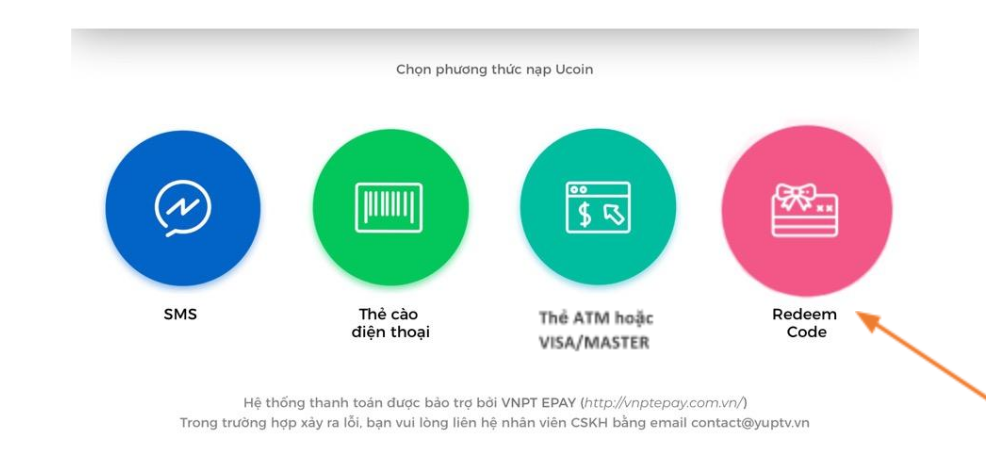 Chọn phương thức nạp Ucoin
SMS
Thẻ cào
điện thoại
Thẻ ATM hoặc
VISA/MASTER
Redeem
Code
Hệ thống thanh toán được bảo trợ bởi VNPT EPAY (http://vnptepay.com.vn/)
Trong trường hợp xảy ra lỗi, bạn vui lòng liên hệ nhân viên CSKH bằng email contact@yuptv.vn